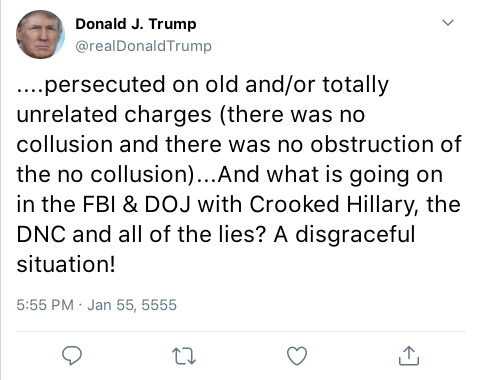 Donald J. Trump
@realDonaldTrump
....persecuted on old and/or totally
unrelated charges (there was no
collusion and there was no obstruction of
the no collusion)...And what is going on
in the FBI & DOJ with Crooked Hillary, the
DNC and all of the lies? A disgraceful
situation!
5:55 PM · Jan 55, 5555